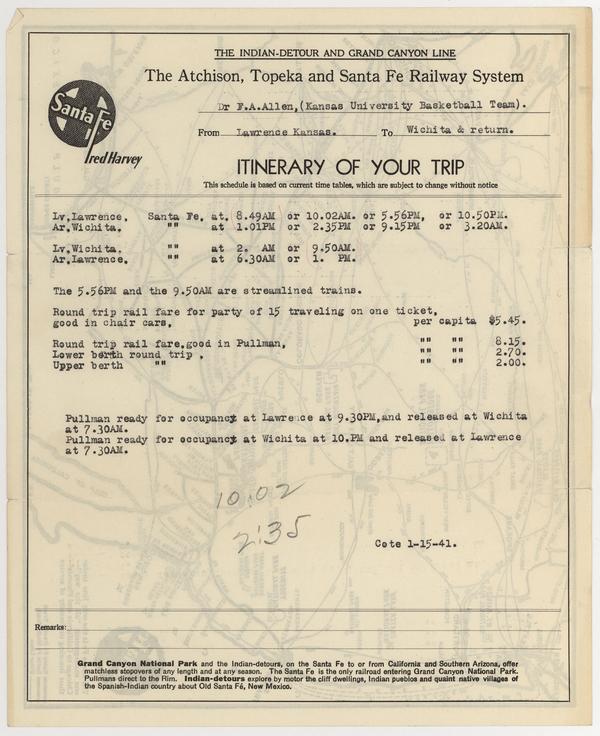 THE INDIAN-DETOUR AND GRAND CANYON LINE
The Atchison, Topeka and Santa Fe Railway System
Santa Fe
Fred Harvey
Dr F.A.Allen,(Kansas University Basketball Team).
From Lawrence Kansas. To Wichita & return.
ITINERARY OF YOUR TRIP
This schedule is based on current time tables, which are subject to change without notice
Lv.Lawrence. Santa Fe. at. 8.49AM or 10.02AM. or 5.56PM, or 10.50PM.
Ar.Wichita. "" at 1.01PM or 2.35PM or 9.15PM or 3.20AM.
Lv.Wichita. "" at 2. AM or 9.50AM.
Ar.Lawrence. "" at 6.30AM or 1. PM.
The 5.56PM and the 9.50AM are streamlined trains.
Round trip rail fare for party of 15 traveling on one ticket,
good in chair cars, per capita $5.45.
Round trip rail fare,good in Pullman, "" "" 8.15.
Lower berth round trip . "" "" 2.70.
Upper berth "" "" "" 2.00.
Pullman ready for occupancy at Lawrence at 9.30PM,and released at Wichita
at 7.30AM.
Pullman ready for occupancy at Wichita at 10.PM and released at Lawrence
at 7.30AM.
10.02
2:35
Cote 1-15-41.
Remarks:
Grand Canyon National Park and the Indian-detours, on the Santa Fe to or from California and Southern Arizona, offer
matchless stopovers of any length and at any season. The Santa Fe is the only railroad entering Grand Canyon National Park.
Pullmans direct to the Rim. Indian-detours explore by motor the cliff dwellings, Indian pueblos and quaint native villages of
the Spanish-Indian country about Old Santa Fé, New Mexico.